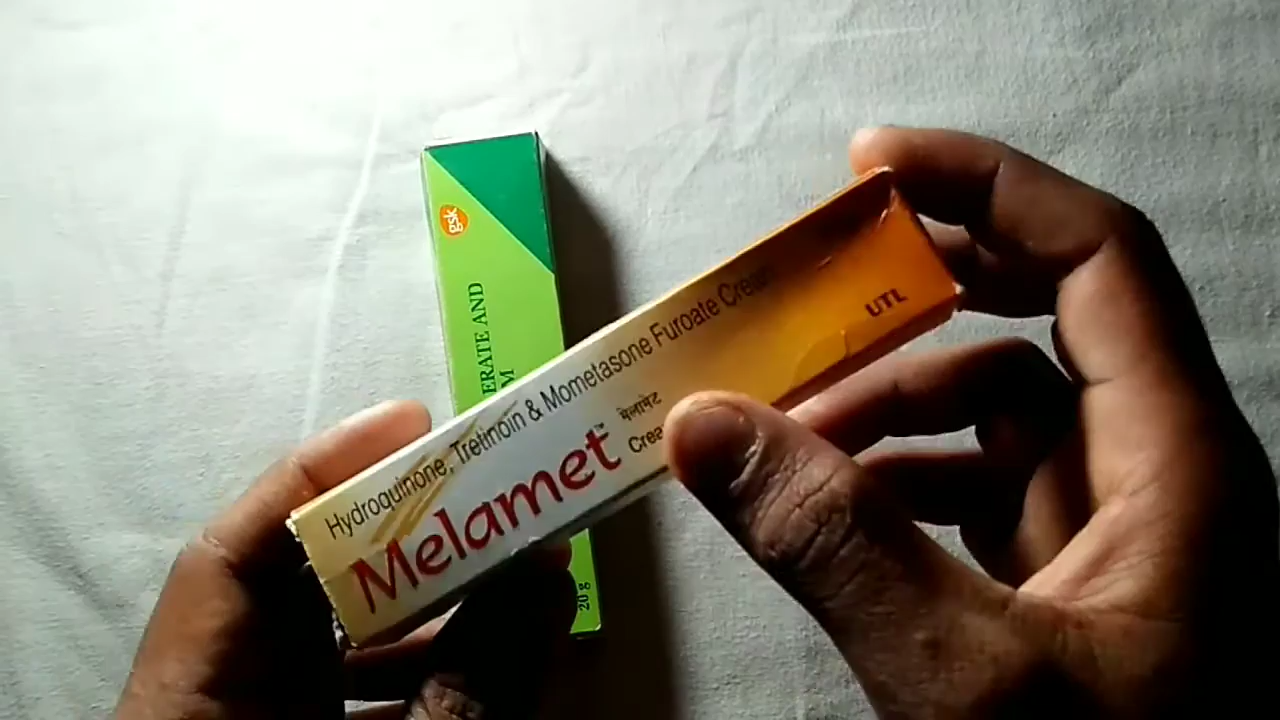 gsk
ERATE AND
M
20 g
Hydroquinone, Tretinoin & Mometasone Furoate Cream
Melamet™
मेलामेट
Crea
UTL